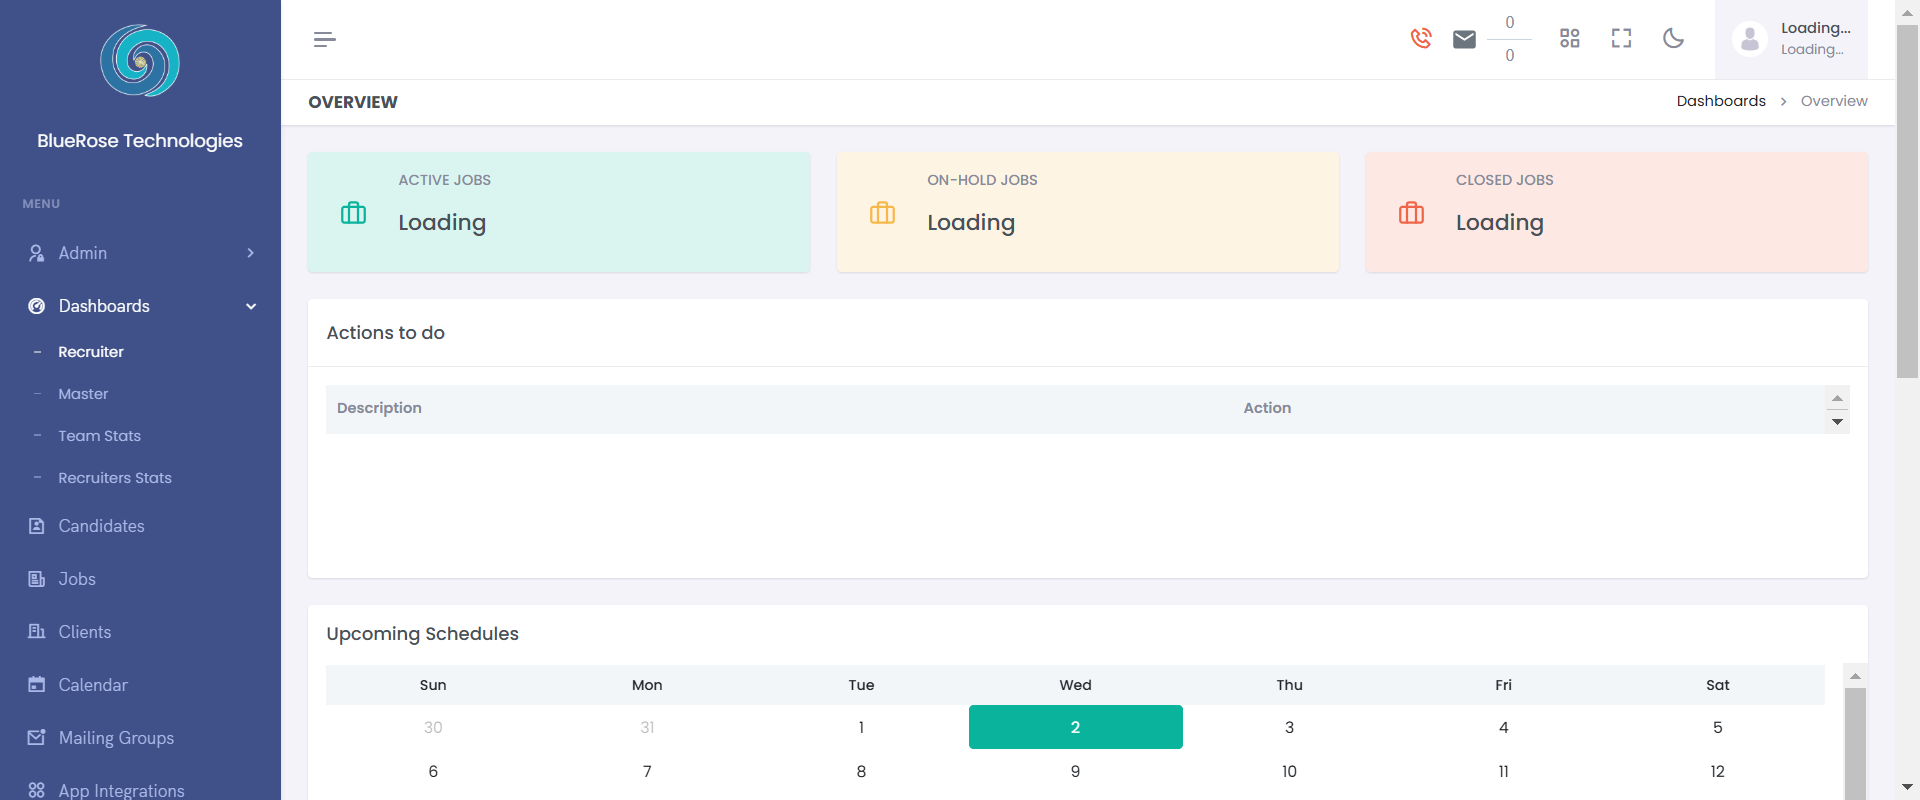 BlueRose Technologies
MENU
Admin
Dashboards
Recruiter
Master
Team Stats
Recruiters Stats
Candidates
Jobs
Clients
Calendar
Mailing Groups
App Integrations
0
0
Loading...
Loading...
OVERVIEW
Dashboards > Overview
ACTIVE JOBS
Loading
ON-HOLD JOBS
Loading
CLOSED JOBS
Loading
Actions to do
Description Action
Upcoming Schedules
Sun Mon Tue Wed Thu Fri Sat
30 31 1 2 3 4 5
6 7 8 9 10 11 12